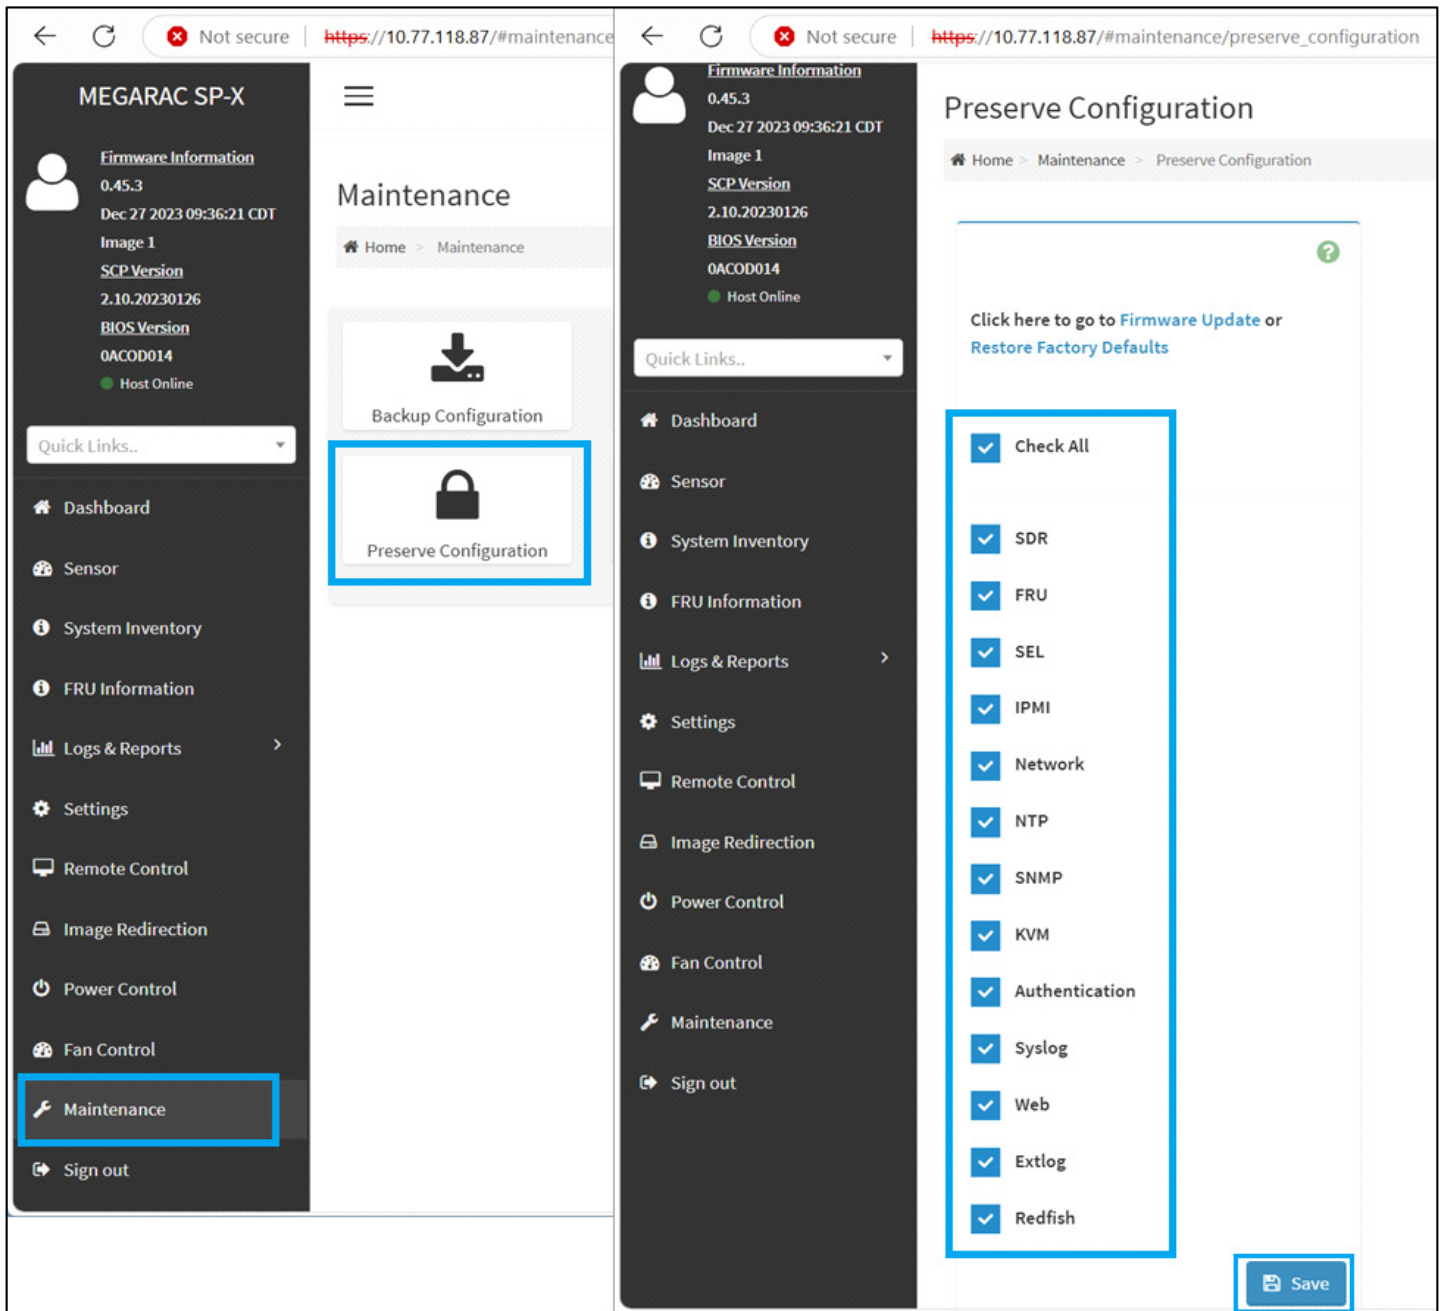 Not secure
https://10.77.118.87/#maintenance
MEGARAC SP-X
Firmware Information
0.45.3
Dec 27 2023 09:36:21 CDT
Image 1
SCP Version
2.10.20230126
BIOS Version
0ACOD014
Host Online
Quick Links..
Dashboard
Sensor
System Inventory
FRU Information
Logs & Reports
Settings
Remote Control
Image Redirection
Power Control
Fan Control
Maintenance
Sign out
Maintenance
Home > Maintenance
Backup Configuration
Preserve Configuration
Not secure
https://10.77.118.87/#maintenance/preserve_configuration
Firmware Information
0.45.3
Dec 27 2023 09:36:21 CDT
Image 1
SCP Version
2.10.20230126
BIOS Version
0ACOD014
Host Online
Quick Links..
Dashboard
Sensor
System Inventory
FRU Information
Logs & Reports
Settings
Remote Control
Image Redirection
Power Control
Fan Control
Maintenance
Sign out
Preserve Configuration
Home > Maintenance > Preserve Configuration
Click here to go to Firmware Update or
Restore Factory Defaults
Check All
SDR
FRU
SEL
IPMI
Network
NTP
SNMP
KVM
Authentication
Syslog
Web
Extlog
Redfish
Save